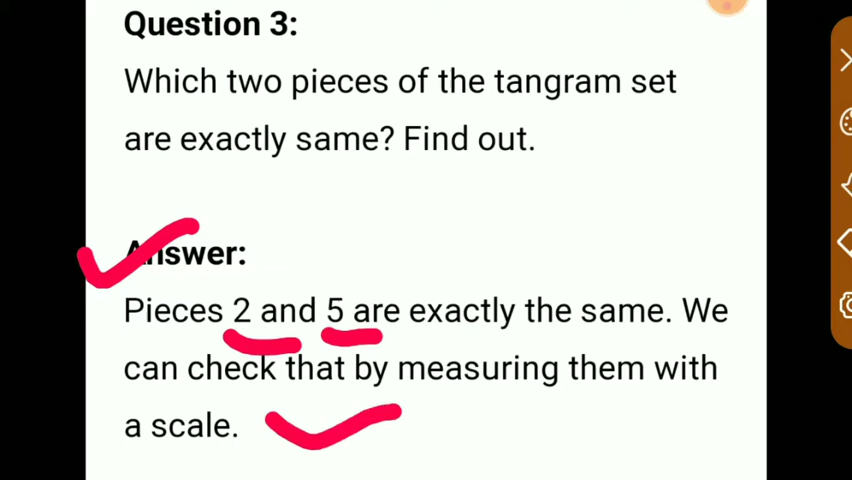 Question 3:
Which two pieces of the tangram set
are exactly same? Find out.
Answer:
Pieces 2 and 5 are exactly the same. We
can check that by measuring them with
a scale.